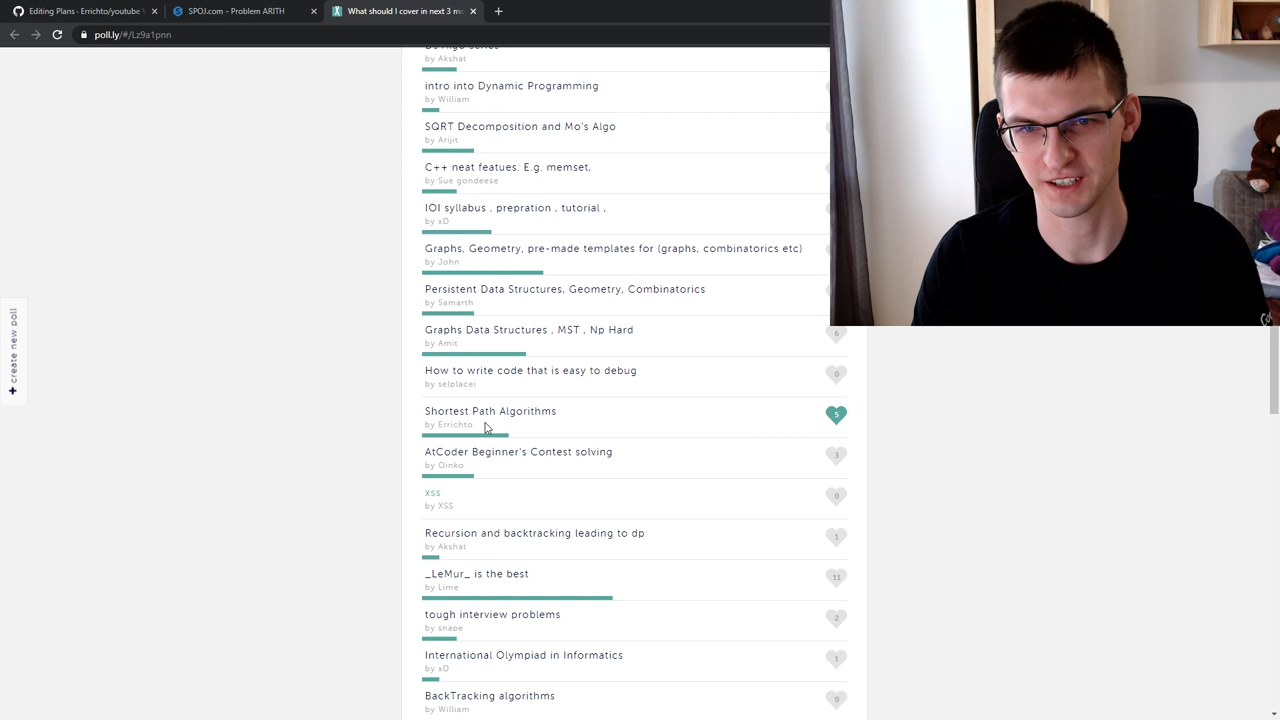 Editing Plans - Errichto/youtube
SPOJ.com - Problem ARITH
What should I cover in next 3 mo
poll.ly/#/Lz9a1pnn
+ create new poll
by Akshat
intro into Dynamic Programming
by William
SQRT Decomposition and Mo's Algo
by Arijit
C++ neat featues. E.g. memset.
by Sue gondeese
IOI syllabus , prepration , tutorial ,
by xD
Graphs, Geometry, pre-made templates for (graphs, combinatorics etc)
by John
Persistent Data Structures, Geometry, Combinatorics
by Samarth
Graphs Data Structures , MST , Np Hard
6
by Amit
How to write code that is easy to debug
0
by selplacei
Shortest Path Algorithms
5
by Errichto
AtCoder Beginner's Contest solving
3
by Oinko
xss
0
by XSS
Recursion and backtracking leading to dp
1
by Akshat
_LeMur_ is the best
11
by Lime
tough interview problems
2
by snape
International Olympiad in Informatics
1
by xD
BackTracking algorithms
0
by William